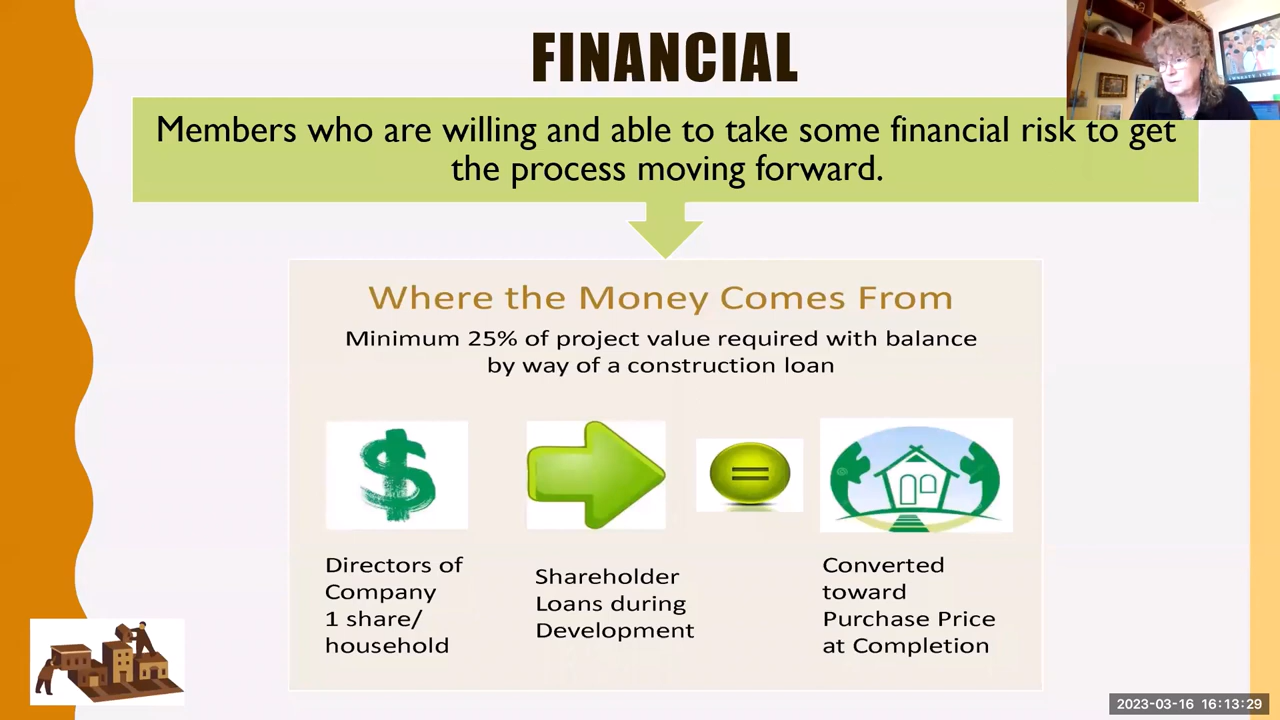 FINANCIAL
Members who are willing and able to take some financial risk to get
the process moving forward.
Where the Money Comes From
Minimum 25% of project value required with balance
by way of a construction loan
Directors of
Company
1 share/
household
Shareholder
Loans during
Development
Converted
toward
Purchase Price
at Completion
2023-03-16 16:13:29